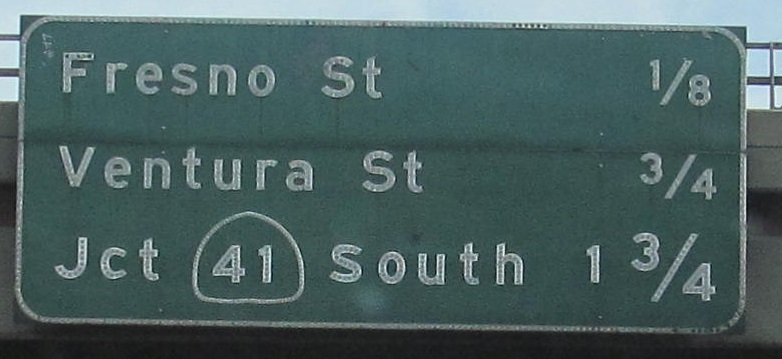 Fresno St 1/8
Ventura St 3/4
Jct 41 South 1 3/4